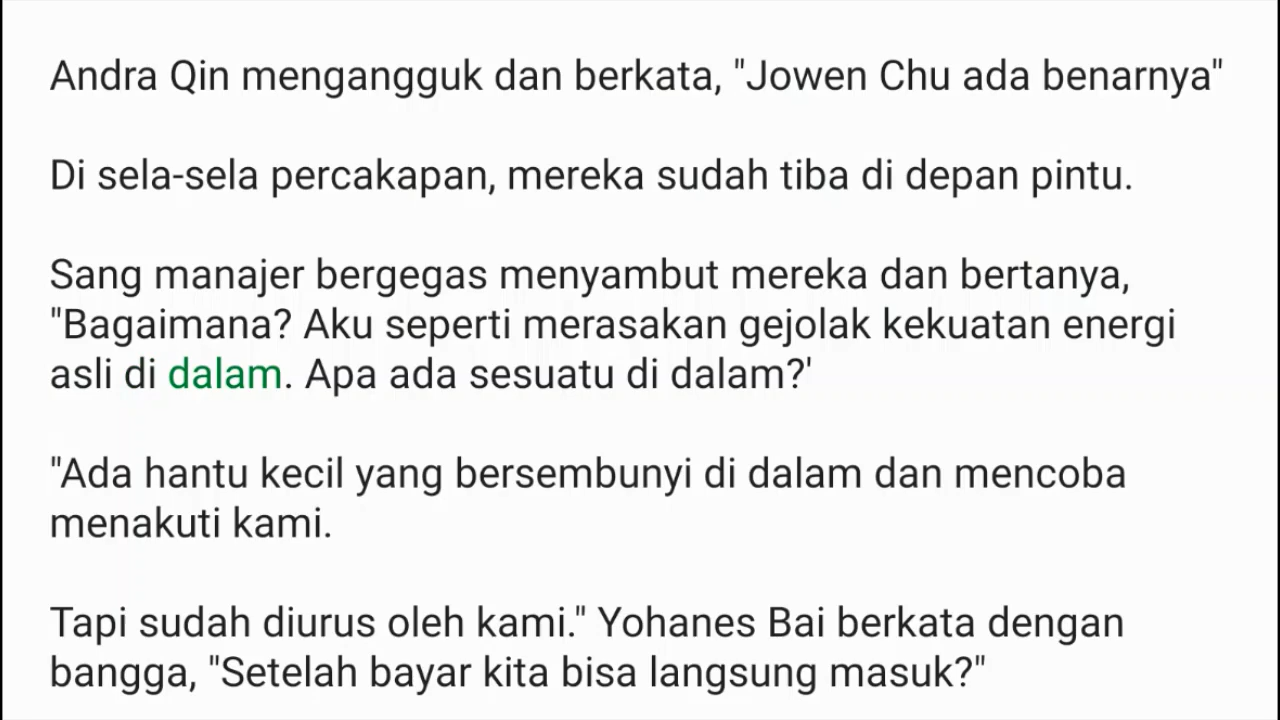 Andra Qin mengangguk dan berkata, "Jowen Chu ada benarnya"
Di sela-sela percakapan, mereka sudah tiba di depan pintu.
Sang manajer bergegas menyambut mereka dan bertanya,
"Bagaimana? Aku seperti merasakan gejolak kekuatan energi
asli di dalam. Apa ada sesuatu di dalam?'
"Ada hantu kecil yang bersembunyi di dalam dan mencoba
menakuti kami.
Tapi sudah diurus oleh kami." Yohanes Bai berkata dengan
bangga, "Setelah bayar kita bisa langsung masuk?"